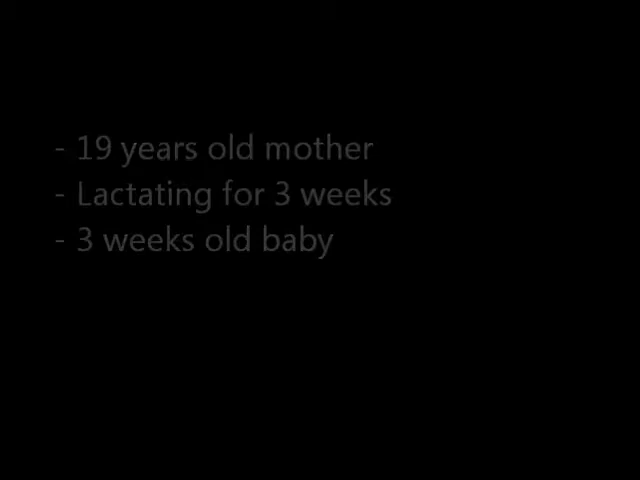 - 19 years old mother
- Lactating for 3 weeks
- 3 weeks old baby